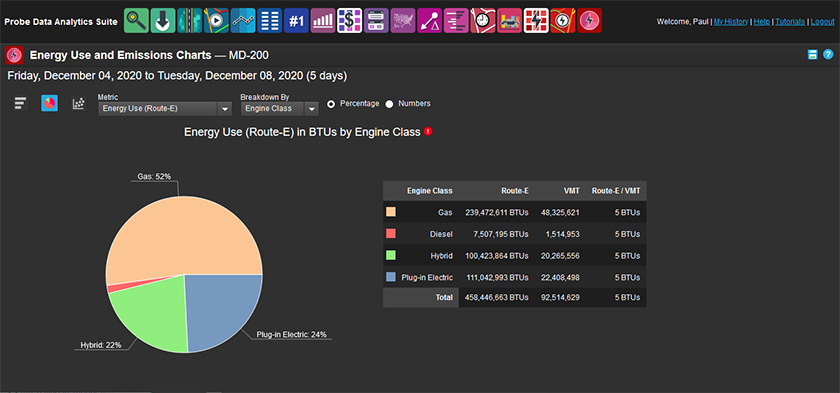 Probe Data Analytics Suite
#1
Welcome, Paul | My History | Help | Tutorials | Logout
Energy Use and Emissions Charts — MD-200
Friday, December 04, 2020 to Tuesday, December 08, 2020 (5 days)
Metric
Energy Use (Route-E)
Breakdown By
Engine Class
Percentage
Numbers
Energy Use (Route-E) in BTUs by Engine Class
Gas: 52%
Plug-in Electric: 24%
Hybrid: 22%
Engine Class Route-E VMT Route-E / VMT
Gas 239,472,611 BTUs 48,325,621 5 BTUs
Diesel 7,507,195 BTUs 1,514,953 5 BTUs
Hybrid 100,423,864 BTUs 20,265,556 5 BTUs
Plug-in Electric 111,042,993 BTUs 22,408,498 5 BTUs
Total 458,446,663 BTUs 92,514,629 5 BTUs